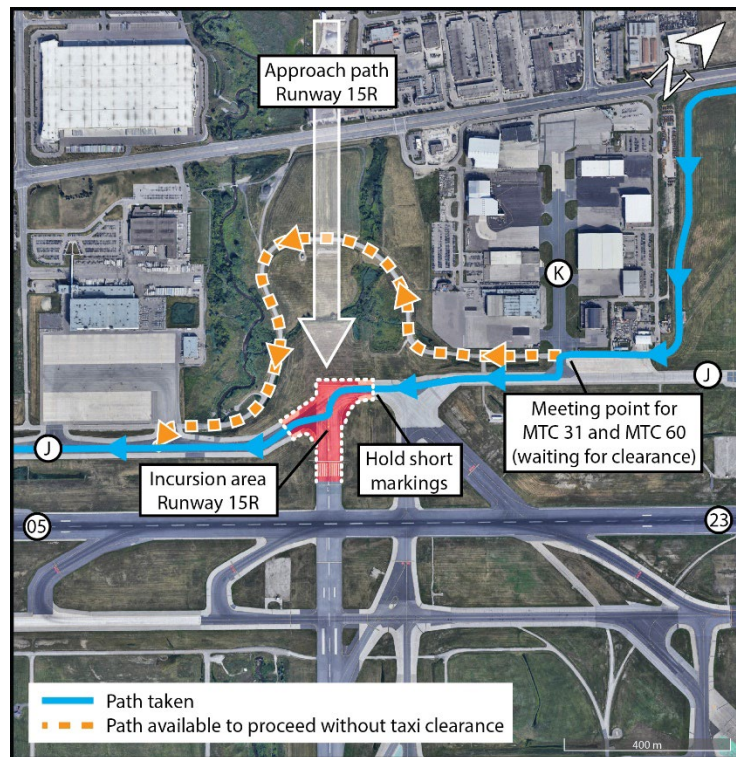 N
Approach path
Runway 15R
K
J
Meeting point for
MTC 31 and MTC 60
(waiting for clearance)
Hold short
markings
J
Incursion area
Runway 15R
05
23
Path taken
Path available to proceed without taxi clearance
400 m